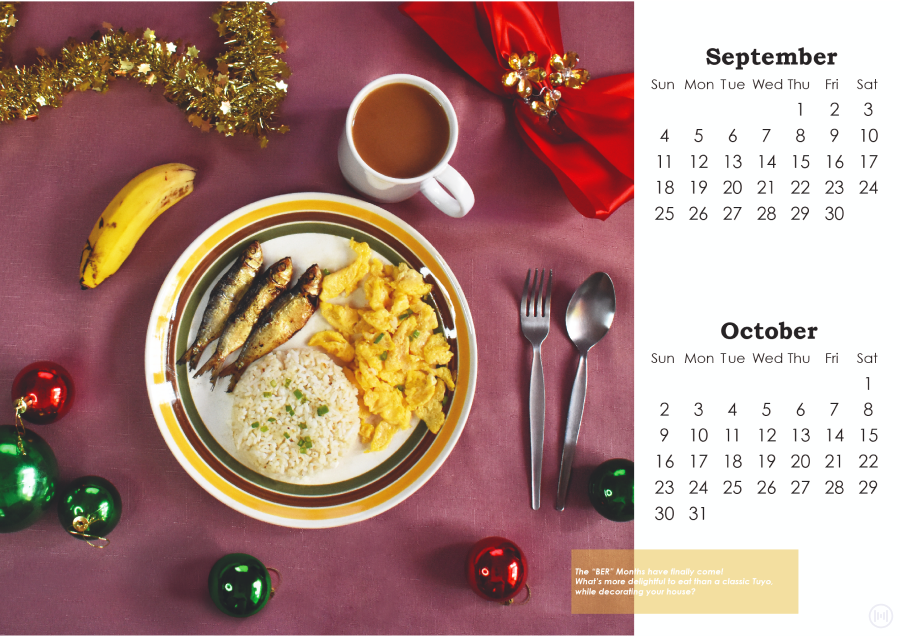 September
Sun Mon Tue Wed Thu Fri Sat
1 2 3
4 5 6 7 8 9 10
11 12 13 14 15 16 17
18 19 20 21 22 23 24
25 26 27 28 29 30
October
Sun Mon Tue Wed Thu Fri Sat
1
2 3 4 5 6 7 8
9 10 11 12 13 14 15
16 17 18 19 20 21 22
23 24 25 26 27 28 29
30 31
The "BER" Months have finally come!
What's more delightful to eat than a classic Tuyo,
while decorating your house?